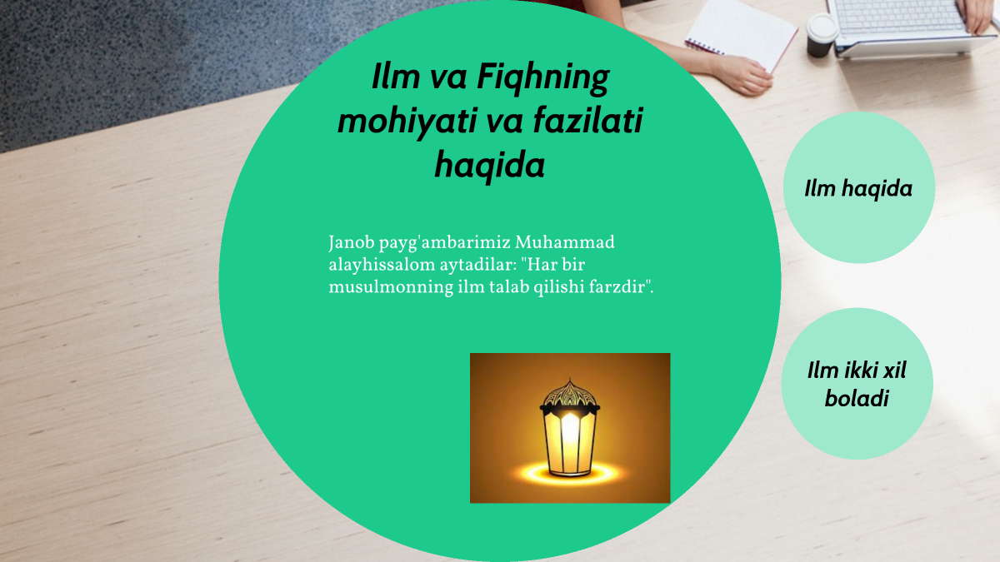 Ilm va Fiqhning
mohiyati va fazilati
haqida
Janob payg'ambarimiz Muhammad
alayhissalom aytadilar: "Har bir
musulmonning ilm talab qilishi farzdir".
Ilm haqida
Ilm ikki xil
boladi